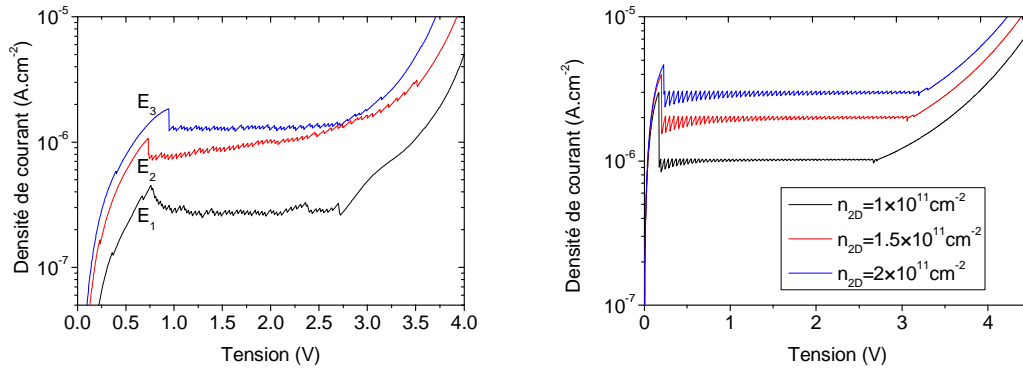 Densité de courant (A.cm⁻²)
10⁻⁵
10⁻⁶
10⁻⁷
E₃
E₂
E₁
0.0 0.5 1.0 1.5 2.0 2.5 3.0 3.5 4.0
Tension (V)
Densité de courant (A.cm⁻²)
10⁻⁵
10⁻⁶
10⁻⁷
n₂D=1×10¹¹cm⁻²
n₂D=1.5×10¹¹cm⁻²
n₂D=2×10¹¹cm⁻²
0 1 2 3 4
Tension (V)